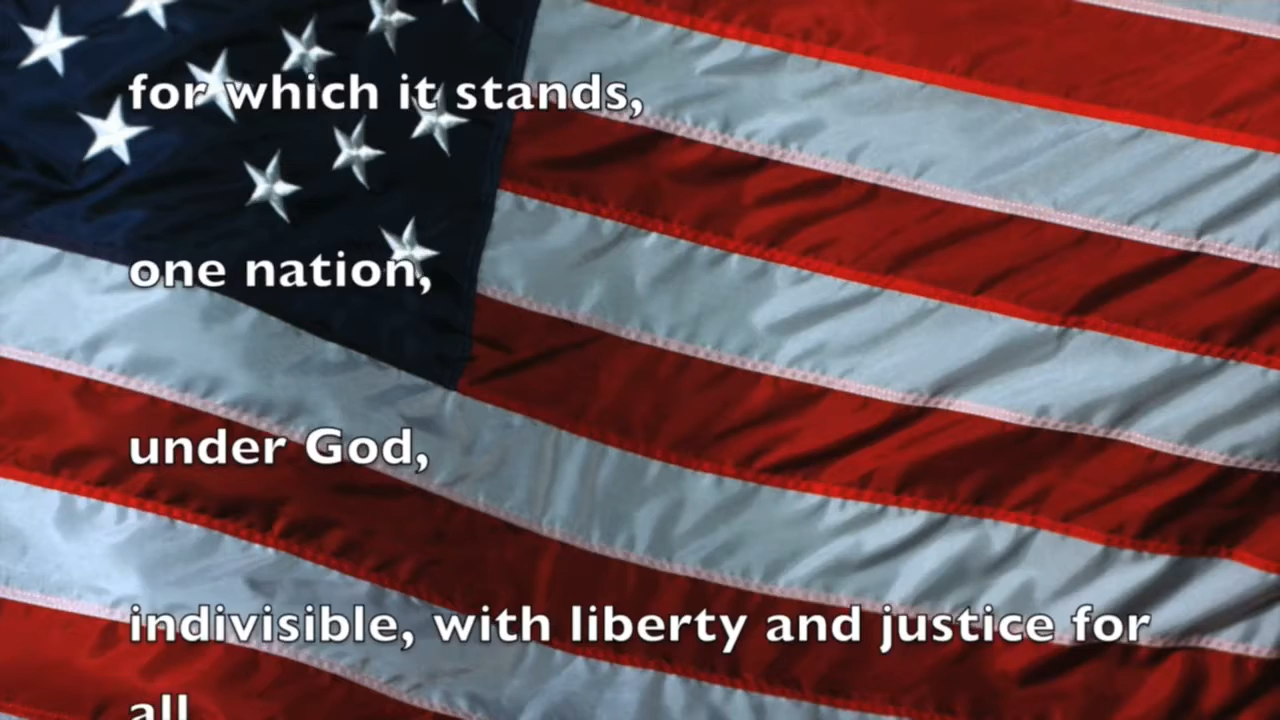 for which it stands,
one nation,
under God,
indivisible, with liberty and justice for
all